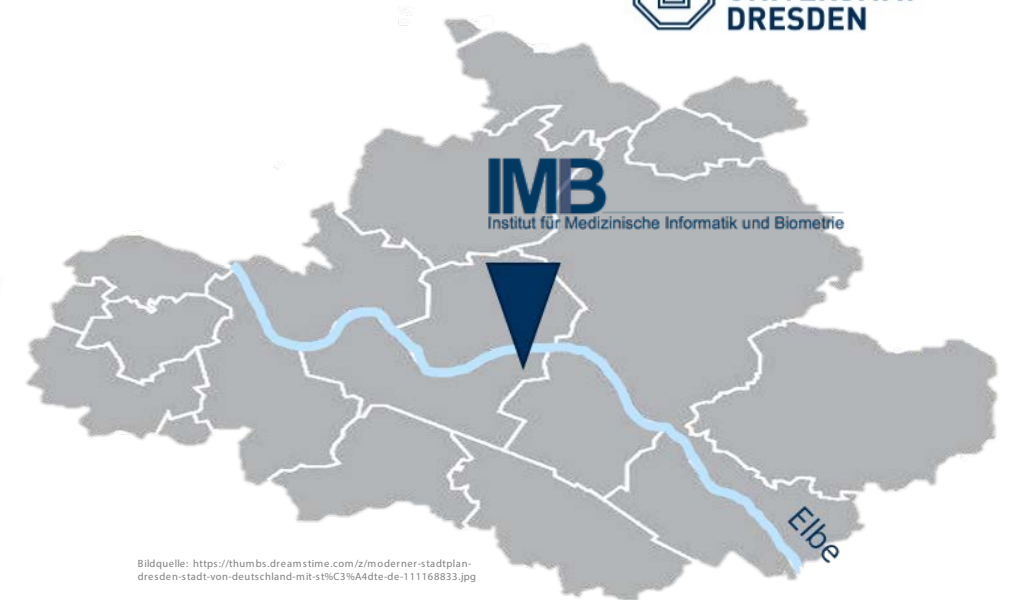 DRESDEN
IMB
Institut für Medizinische Informatik und Biometrie
Elbe
Bildquelle: https://thumbs.dreamstime.com/z/moderner-stadtplan-
dresden-stadt-von-deutschland-mit-st%C3%A4dte-de-111168833.jpg